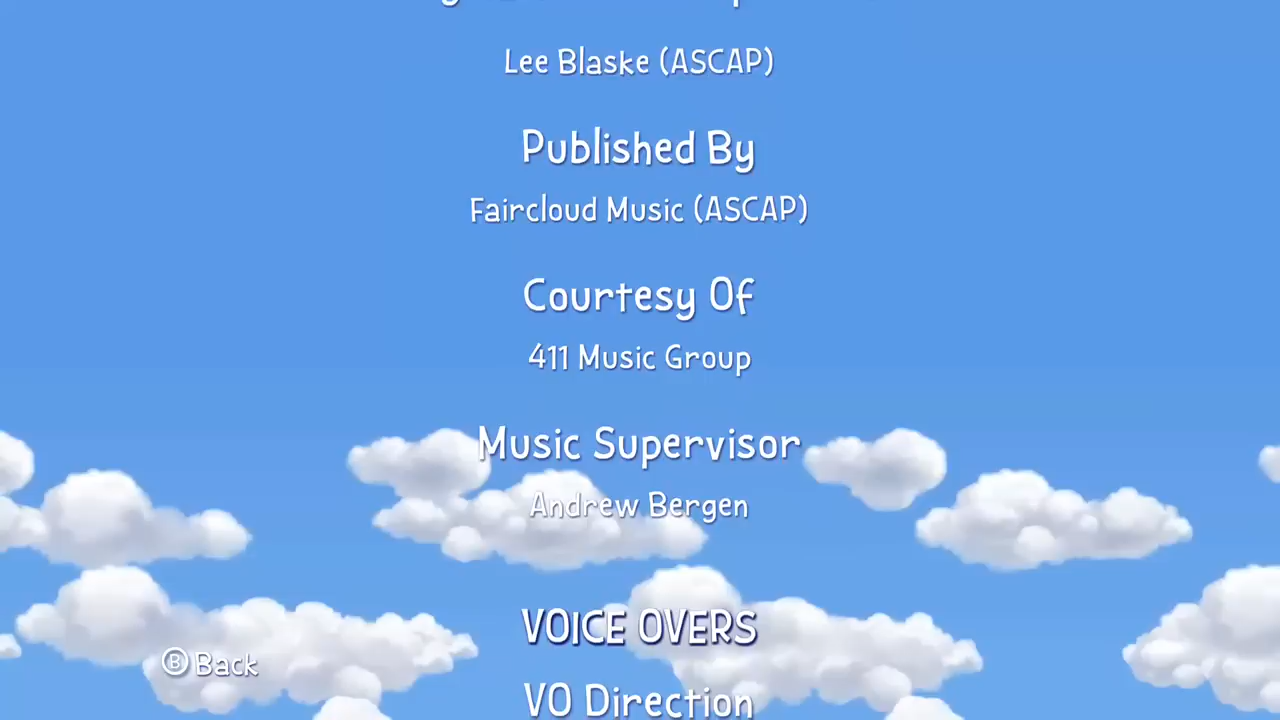 Lee Blaske (ASCAP)
Published By
Faircloud Music (ASCAP)
Courtesy Of
411 Music Group
Music Supervisor
Andrew Bergen
VOICE OVERS
B Back
VO Direction